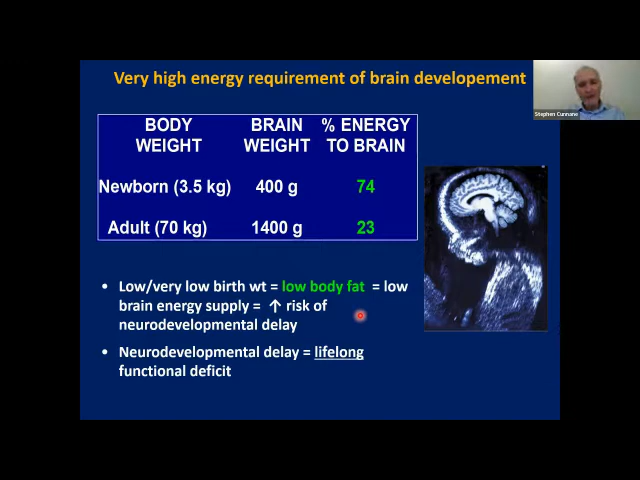 Very high energy requirement of brain developement
Stephen Cunnane
BODY WEIGHT BRAIN WEIGHT % ENERGY TO BRAIN
Newborn (3.5 kg) 400 g 74
Adult (70 kg) 1400 g 23
• Low/very low birth wt = low body fat = low
brain energy supply = ↑ risk of
neurodevelopmental delay
• Neurodevelopmental delay = lifelong
functional deficit